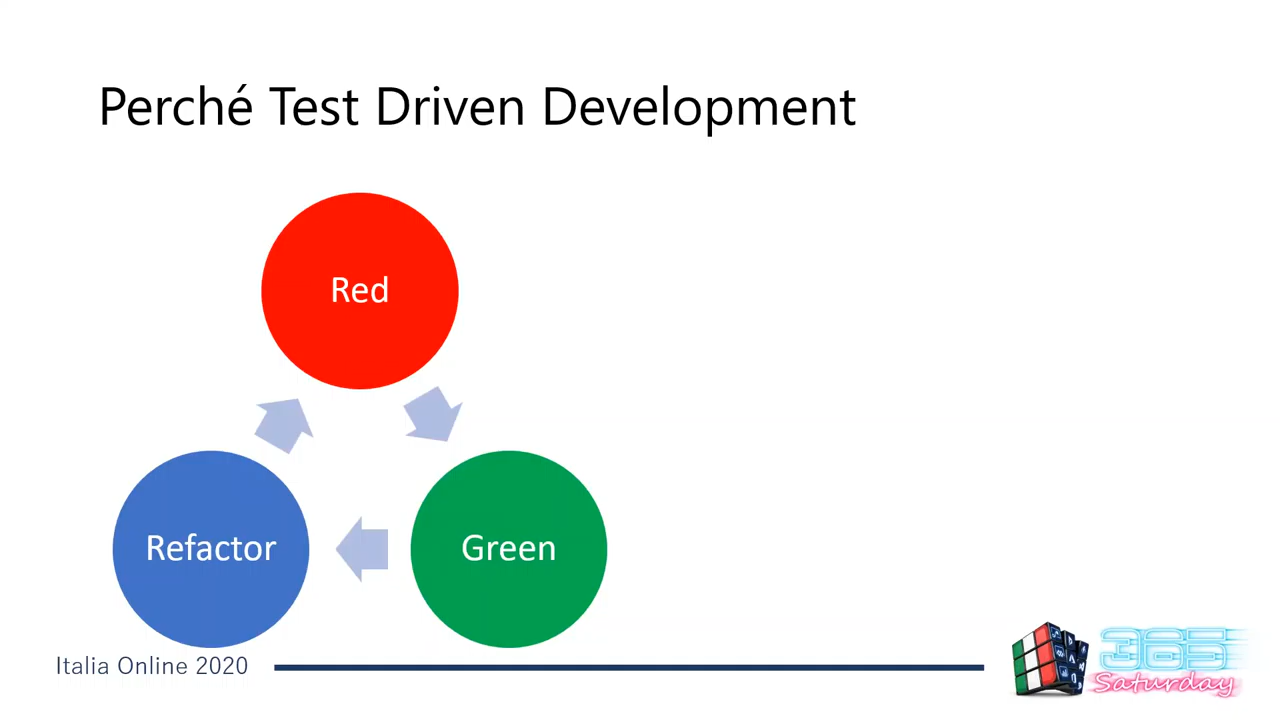 Perché Test Driven Development
Red
Refactor
Green
Italia Online 2020
365
Saturday